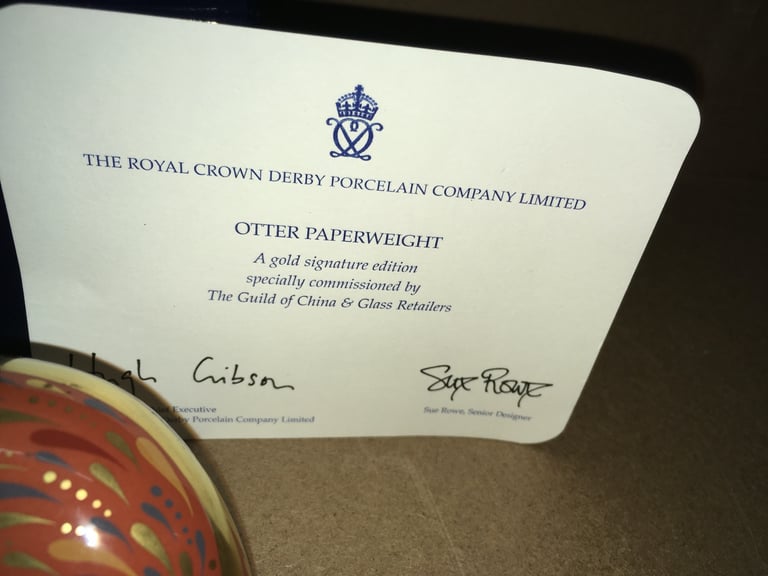 THE ROYAL CROWN DERBY PORCELAIN COMPANY LIMITED
OTTER PAPERWEIGHT
A gold signature edition
specially commissioned by
The Guild of China & Glass Retailers
Hugh Gibson
Sue Rowe
Executive
Porcelain Company Limited
Sue Rowe, Senior Designer